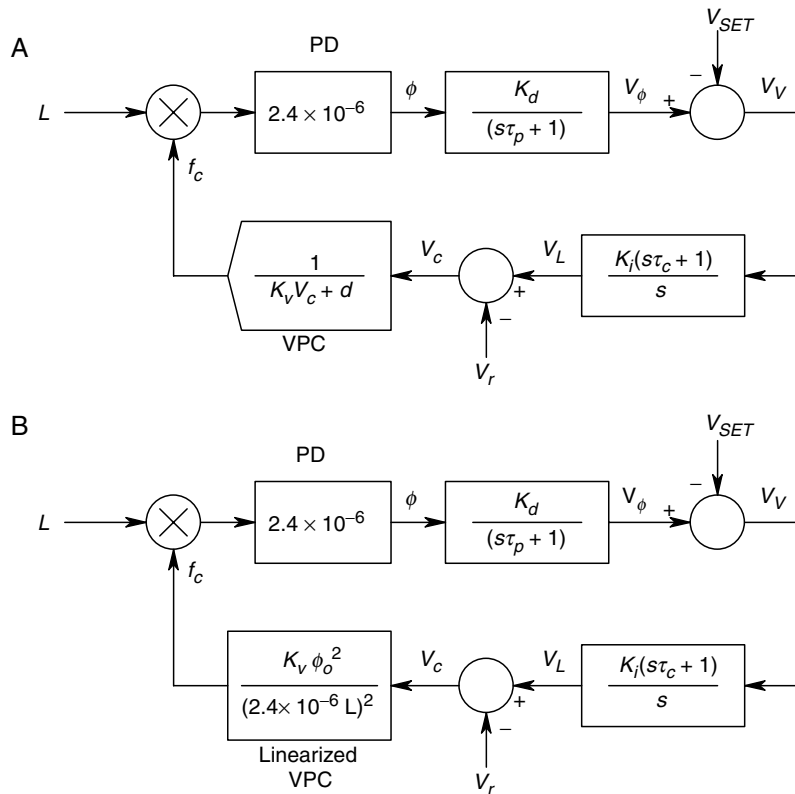 A
PD
V_SET
L
2.4 × 10⁻⁶
ϕ
K_d
(sτ_p + 1)
V_ϕ
−
+
V_V
f_c
1
K_vV_c + d
VPC
V_c
V_L
+
−
V_r
K_i(sτ_c + 1)
s
B
PD
V_SET
L
2.4 × 10⁻⁶
ϕ
K_d
(sτ_p + 1)
V_ϕ
−
+
V_V
f_c
K_v ϕ_o²
(2.4× 10⁻⁶ L)²
Linearized
VPC
V_c
V_L
+
−
V_r
K_i(sτ_c + 1)
s